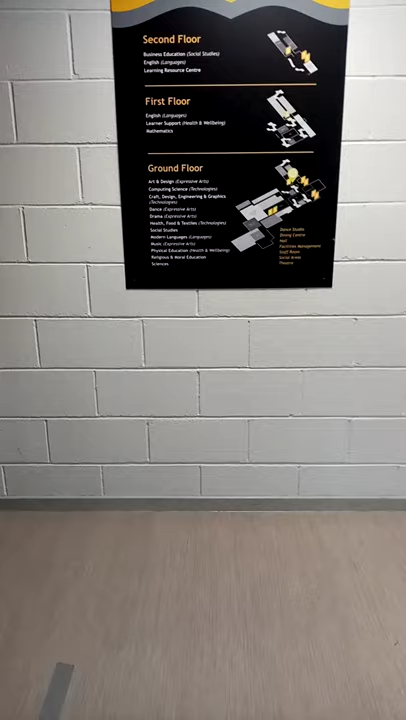 Second Floor
Business Education (Social Studies)
English (Languages)
Learning Resource Centre
First Floor
English (Languages)
Learner Support (Health & Wellbeing)
Mathematics
Ground Floor
Art & Design (Expressive Arts)
Computing Science (Technologies)
Craft, Design, Engineering & Graphics
(Technologies)
Dance (Expressive Arts)
Drama (Expressive Arts)
Health, Food & Textiles (Technologies)
Social Studies
Modern Languages (Languages)
Music (Expressive Arts)
Physical Education (Health & Wellbeing)
Religious & Moral Education
Sciences
Dance Studio
Dining Centre
Hall
Facilities Management
Staff Room
Social Areas
Theatre